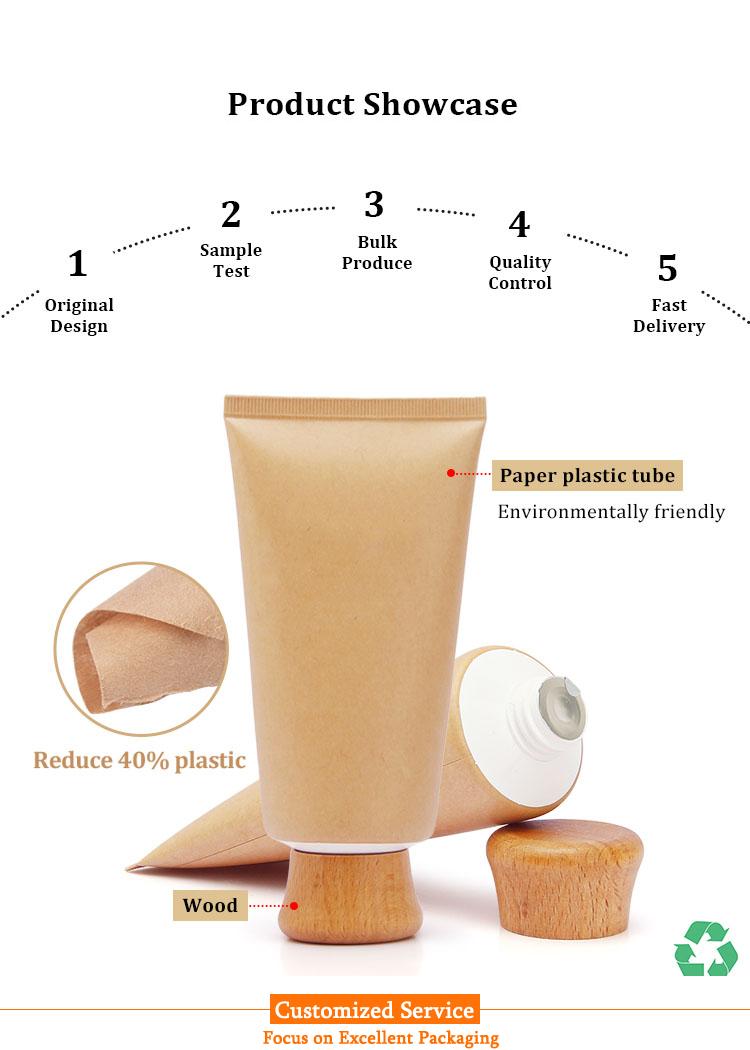 Product Showcase
1
Original
Design
2
Sample
Test
3
Bulk
Produce
4
Quality
Control
5
Fast
Delivery
Paper plastic tube
Environmentally friendly
Reduce 40% plastic
Wood
Customized Service
Focus on Excellent Packaging